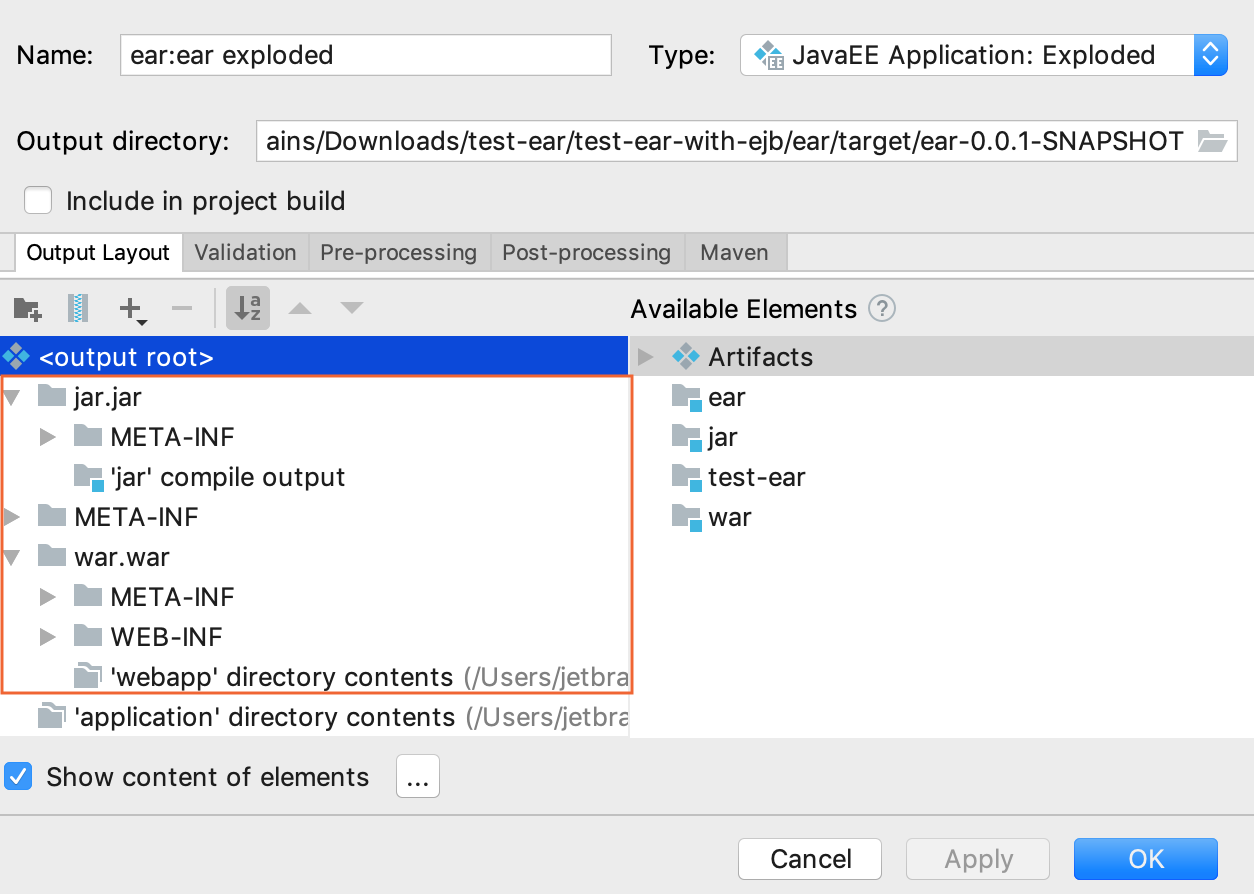 Name: ear:ear exploded Type: JavaEE Application: Exploded
Output directory: ains/Downloads/test-ear/test-ear-with-ejb/ear/target/ear-0.0.1-SNAPSHOT
Include in project build
Output Layout Validation Pre-processing Post-processing Maven
Available Elements ?
<output root>
jar.jar
META-INF
'jar' compile output
META-INF
war.war
META-INF
WEB-INF
'webapp' directory contents (/Users/jetbra
'application' directory contents (/Users/jetbra
Artifacts
ear
jar
test-ear
war
Show content of elements ...
Cancel Apply OK